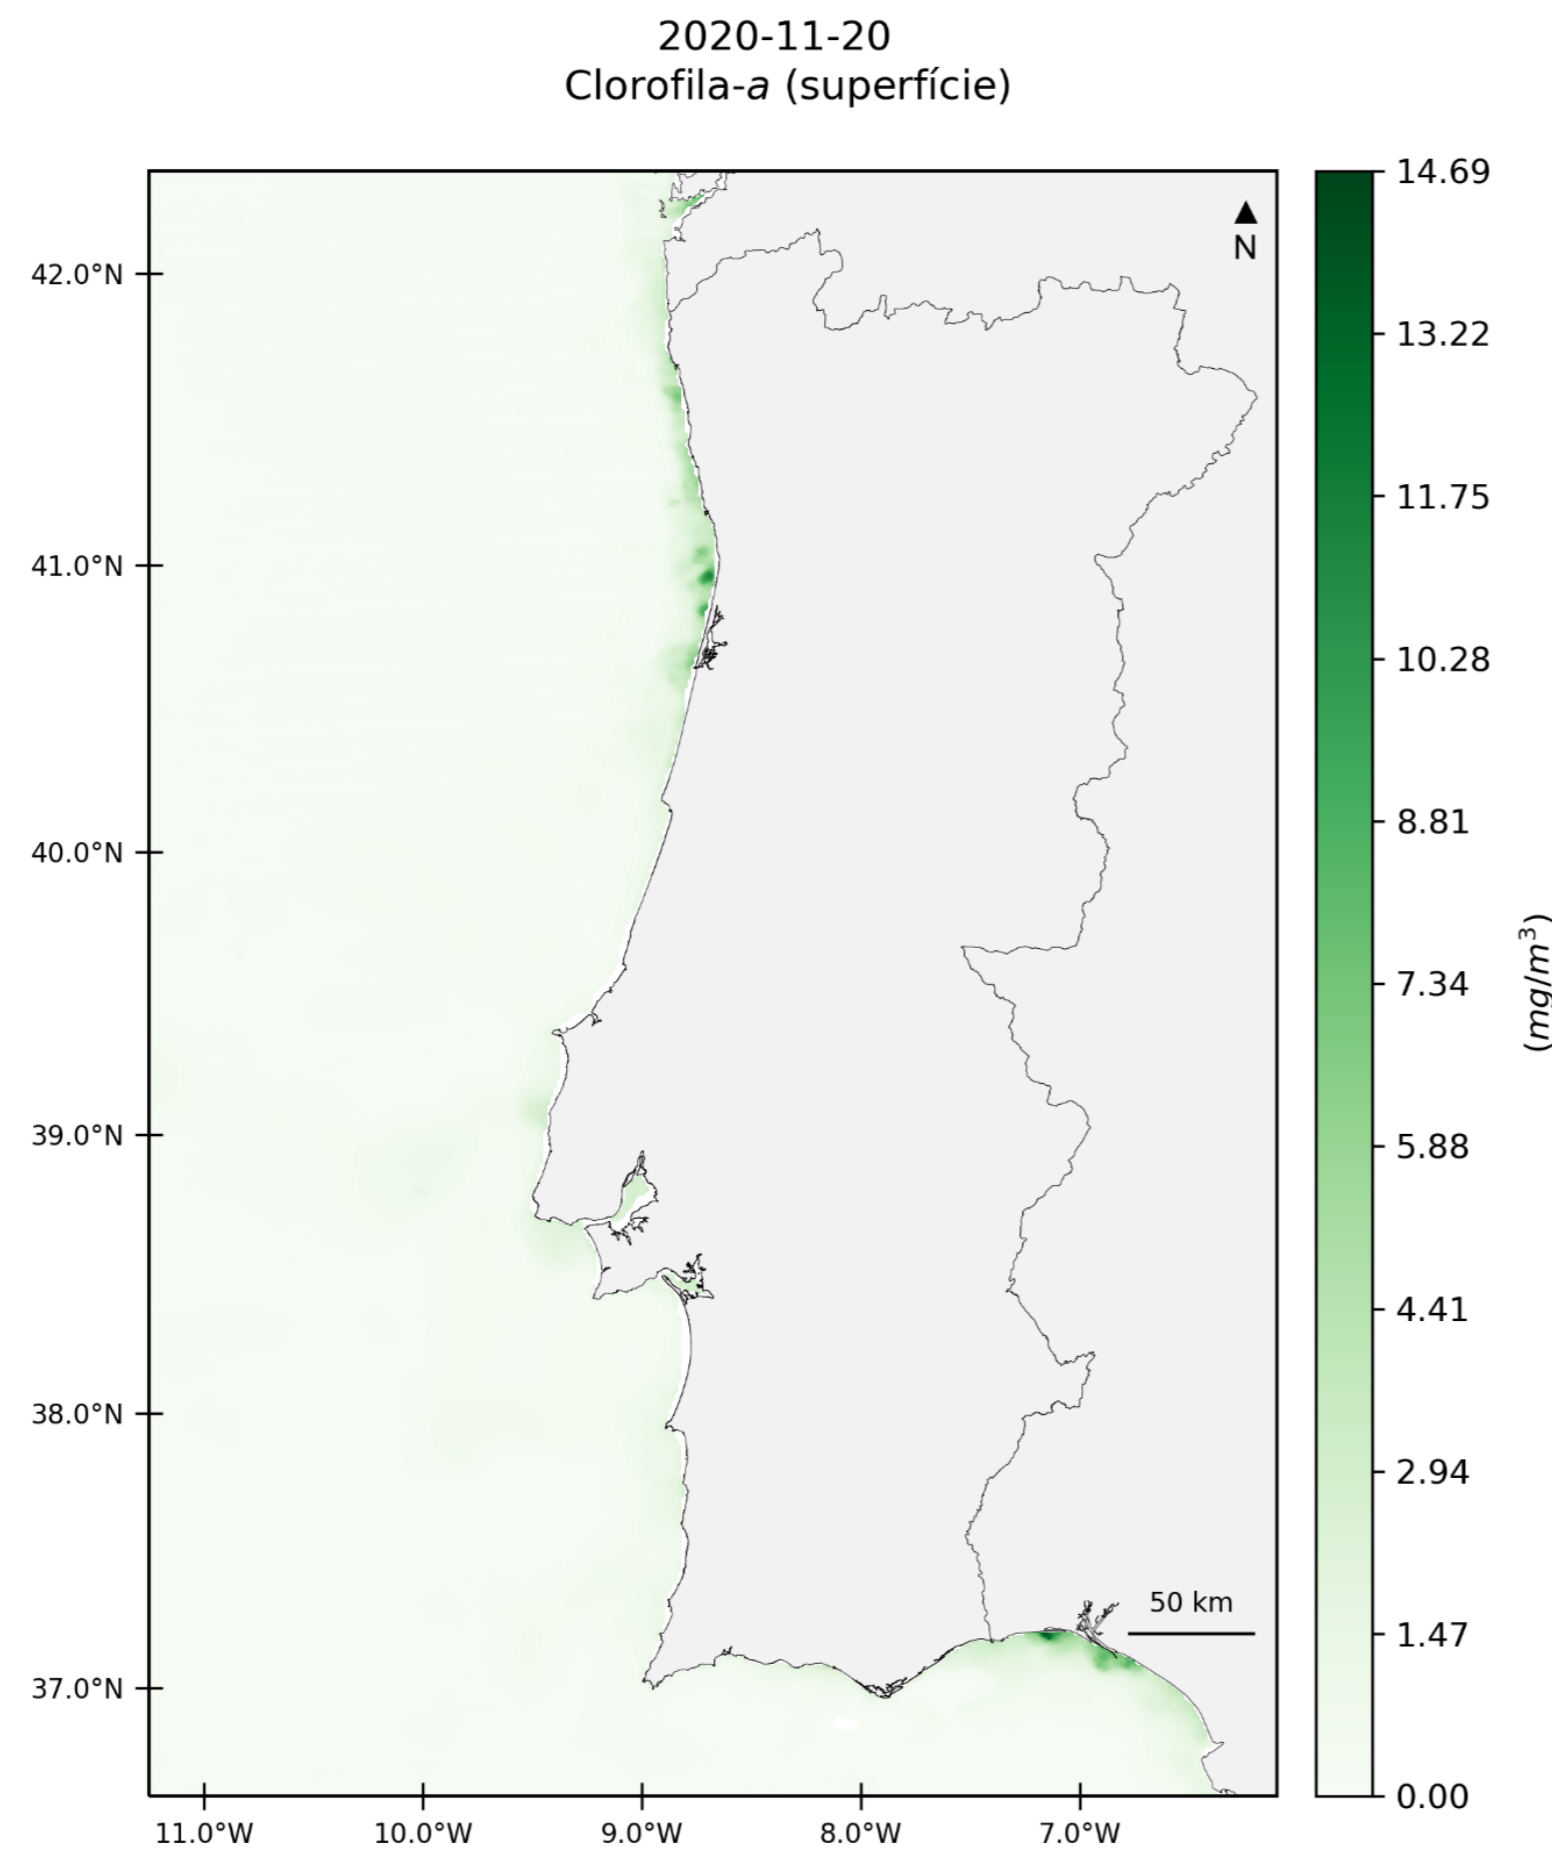 2020-11-20
Clorofila-a (superfície)
N
42.0°N
41.0°N
40.0°N
39.0°N
38.0°N
37.0°N
50 km
11.0°W 10.0°W 9.0°W 8.0°W 7.0°W
14.69
13.22
11.75
10.28
8.81
7.34
5.88
4.41
2.94
1.47
0.00
(mg/m³)